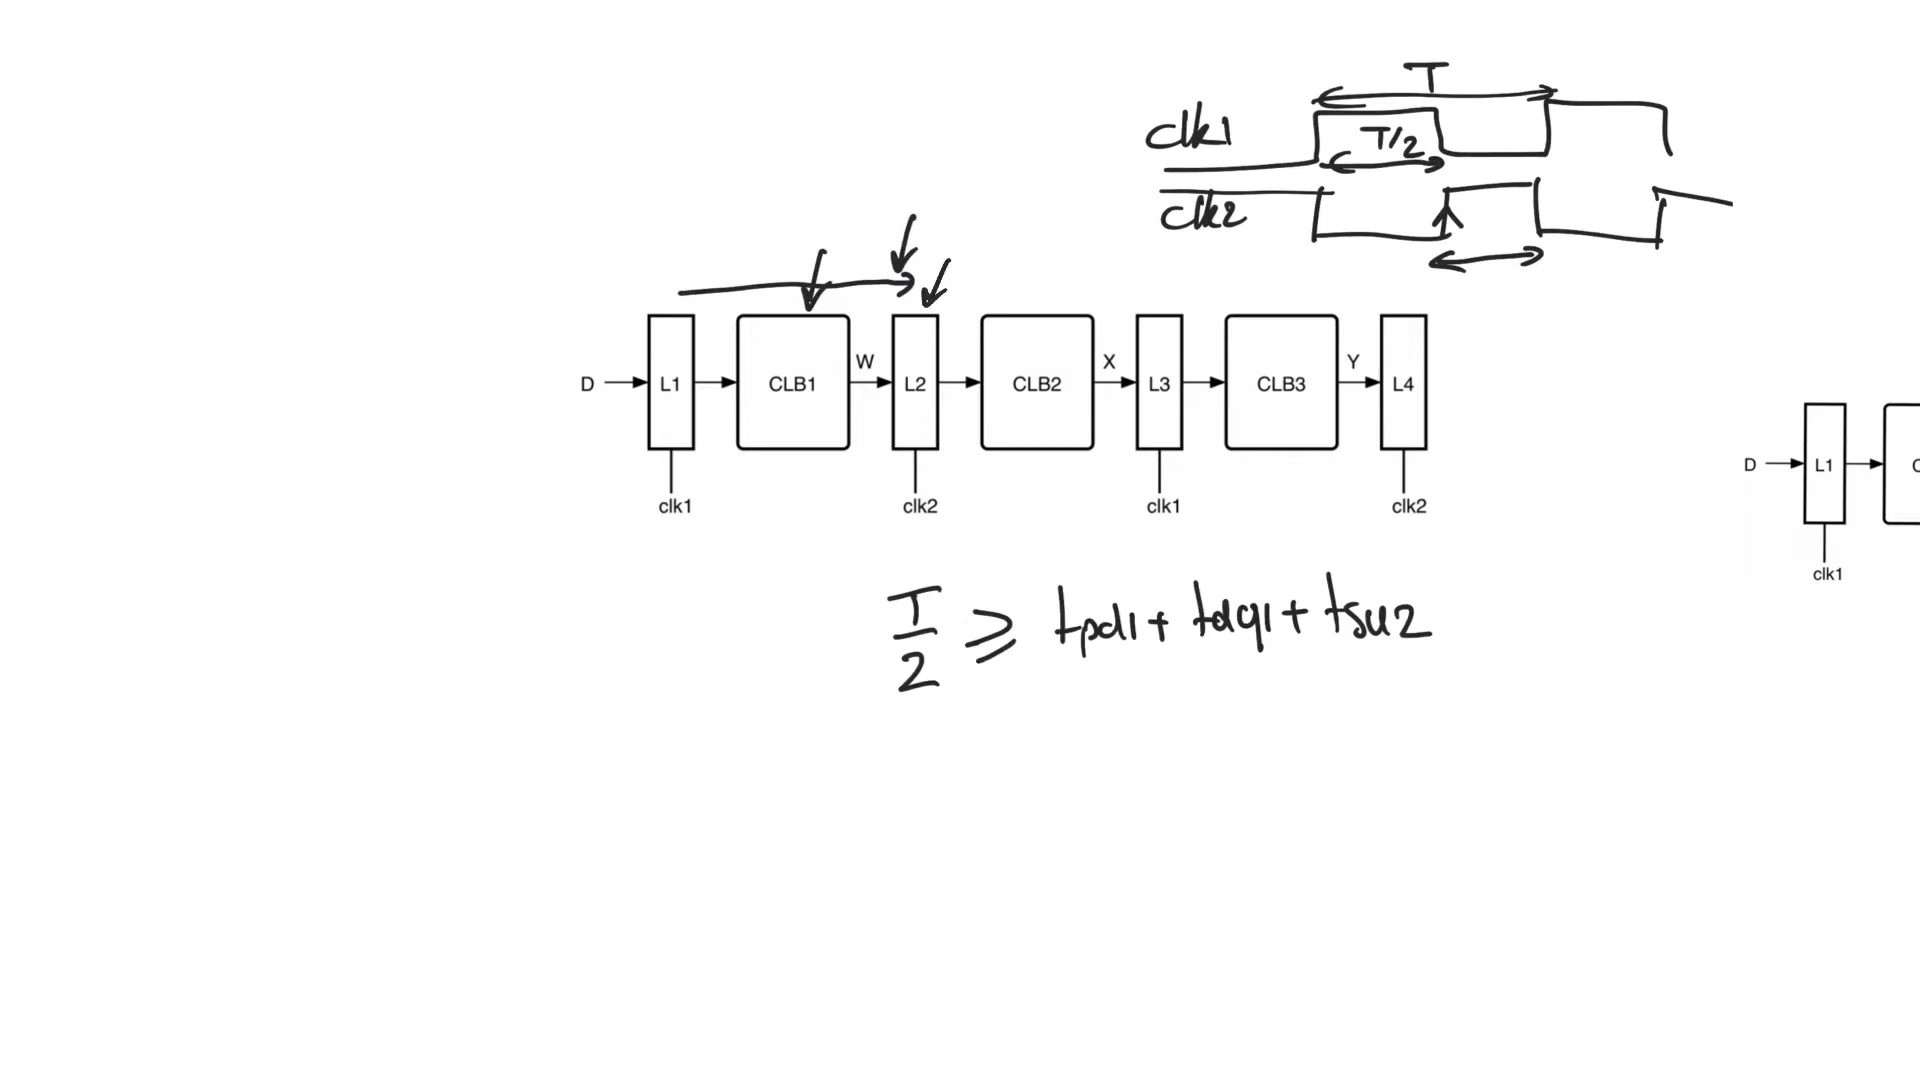 T
clk1
T/2
clk2
W X Y
D L1 CLB1 L2 CLB2 L3 CLB3 L4
clk1 clk2 clk1 clk2
D L1 C
clk1
T/2 ≥ tpd1 + tdq1 + tsu2